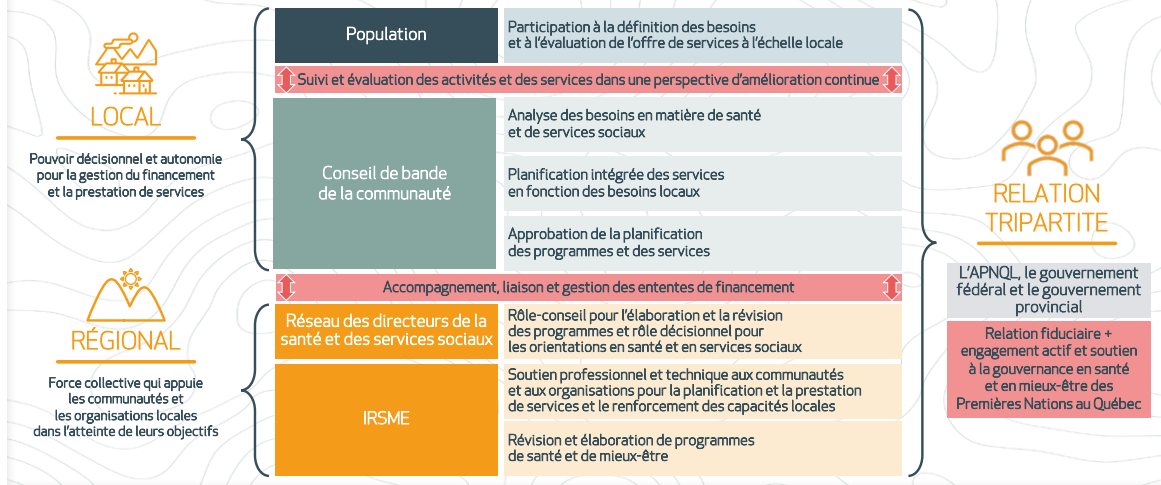 LOCAL
Pouvoir décisionnel et autonomie
pour la gestion du financement
et la prestation de services
Population
Participation à la définition des besoins
et à l'évaluation de l'offre de services à l'échelle locale
Suivi et évaluation des activités et des services dans une perspective d'amélioration continue
Conseil de bande
de la communauté
Analyse des besoins en matière de santé
et de services sociaux
Planification intégrée des services
en fonction des besoins locaux
Approbation de la planification
des programmes et des services
Accompagnement, liaison et gestion des ententes de financement
RÉGIONAL
Force collective qui appuie
les communautés et
les organisations locales
dans l'atteinte de leurs objectifs
Réseau des directeurs de la
santé et des services sociaux
Rôle-conseil pour l'élaboration et la révision
des programmes et rôle décisionnel pour
les orientations en santé et en services sociaux
IRSME
Soutien professionnel et technique aux communautés
et aux organisations pour la planification et la prestation
de services et le renforcement des capacités locales
Révision et élaboration de programmes
de santé et de mieux-être
RELATION
TRIPARTITE
L'APNQL, le gouvernement
fédéral et le gouvernement
provincial
Relation fiduciaire +
engagement actif et soutien
à la gouvernance en santé
et en mieux-être des
Premières Nations au Québec